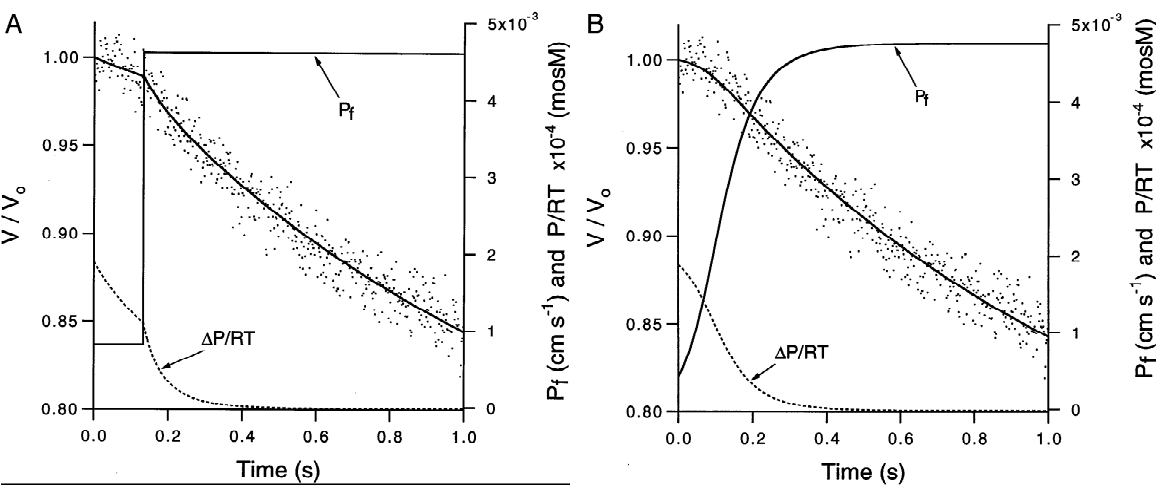 A
5x10⁻³
1.00
0.95
0.90
0.85
0.80
V / Vo
4
3
2
1
0
Pf (cm s⁻¹) and P/RT x10⁻⁴ (mosM)
Pf
ΔP/RT
0.0 0.2 0.4 0.6 0.8 1.0
Time (s)
B
5x10⁻³
1.00
0.95
0.90
0.85
0.80
V / Vo
4
3
2
1
0
Pf (cm s⁻¹) and P/RT x10⁻⁴ (mosM)
Pf
ΔP/RT
0.0 0.2 0.4 0.6 0.8 1.0
Time (s)